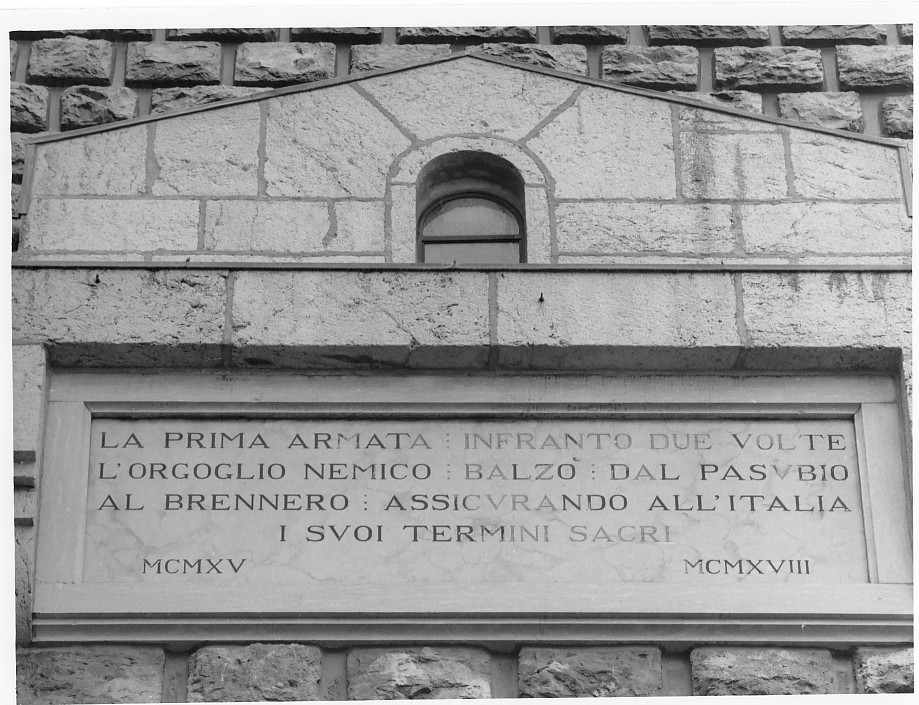 LA PRIMA ARMATA ⋮ INFRANTO DUE VOLTE
L'ORGOGLIO NEMICO ⋮ BALZO' ⋮ DAL PASVBIO
AL BRENNERO ⋮ ASSICVRANDO ALL'ITALIA
I SVOI TERMINI SACRI
MCMXV MCMXVIII